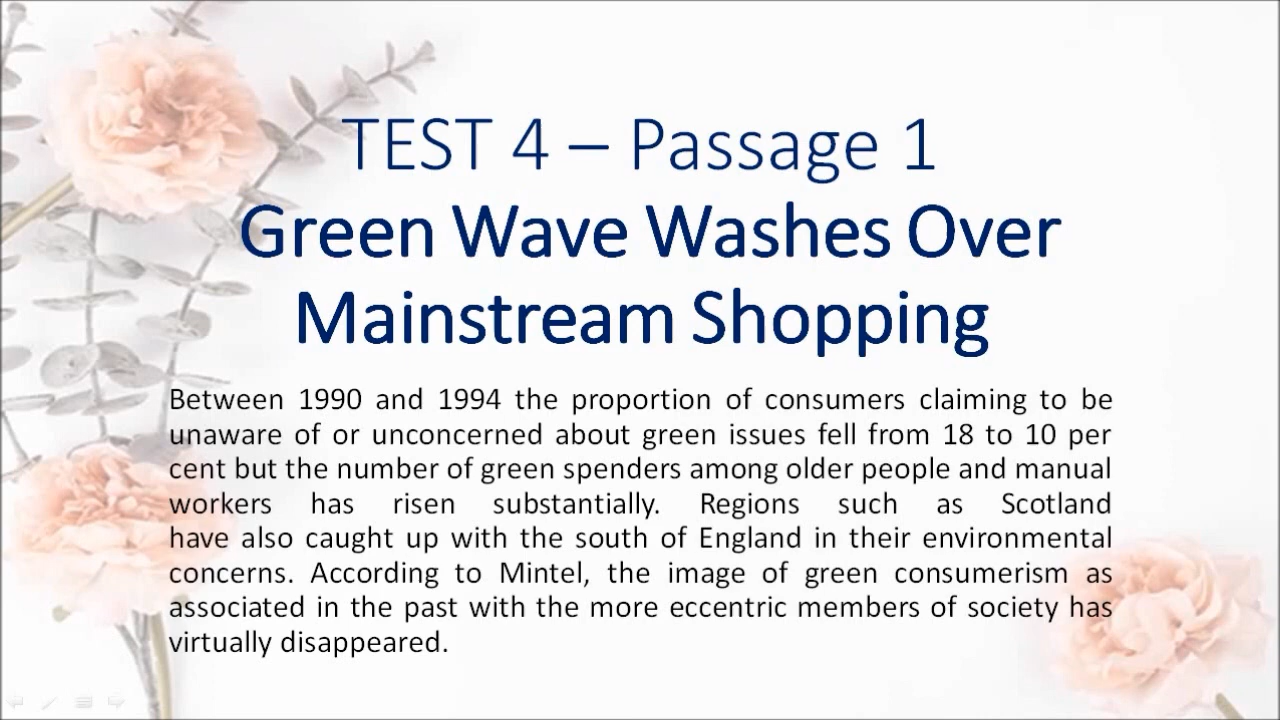 TEST 4 – Passage 1
Green Wave Washes Over
Mainstream Shopping
Between 1990 and 1994 the proportion of consumers claiming to be
unaware of or unconcerned about green issues fell from 18 to 10 per
cent but the number of green spenders among older people and manual
workers has risen substantially. Regions such as Scotland
have also caught up with the south of England in their environmental
concerns. According to Mintel, the image of green consumerism as
associated in the past with the more eccentric members of society has
virtually disappeared.